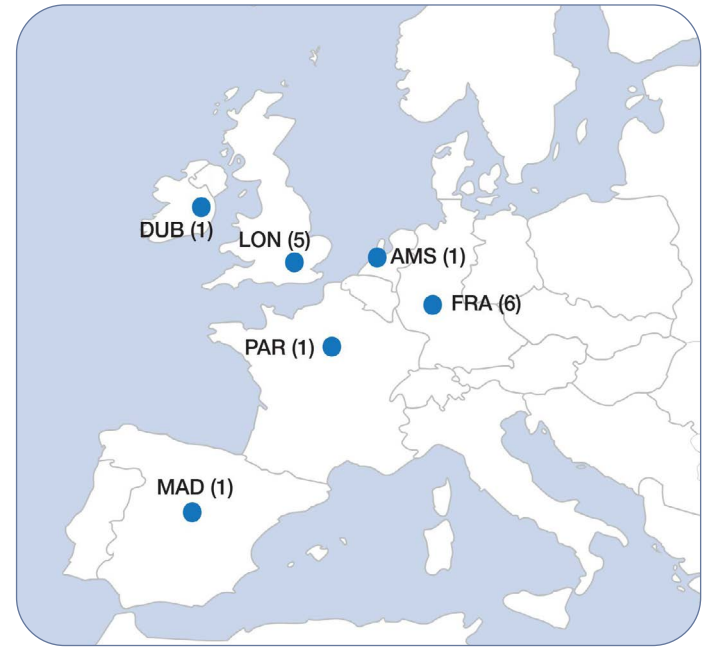 DUB (1)
LON (5)
AMS (1)
FRA (6)
PAR (1)
MAD (1)